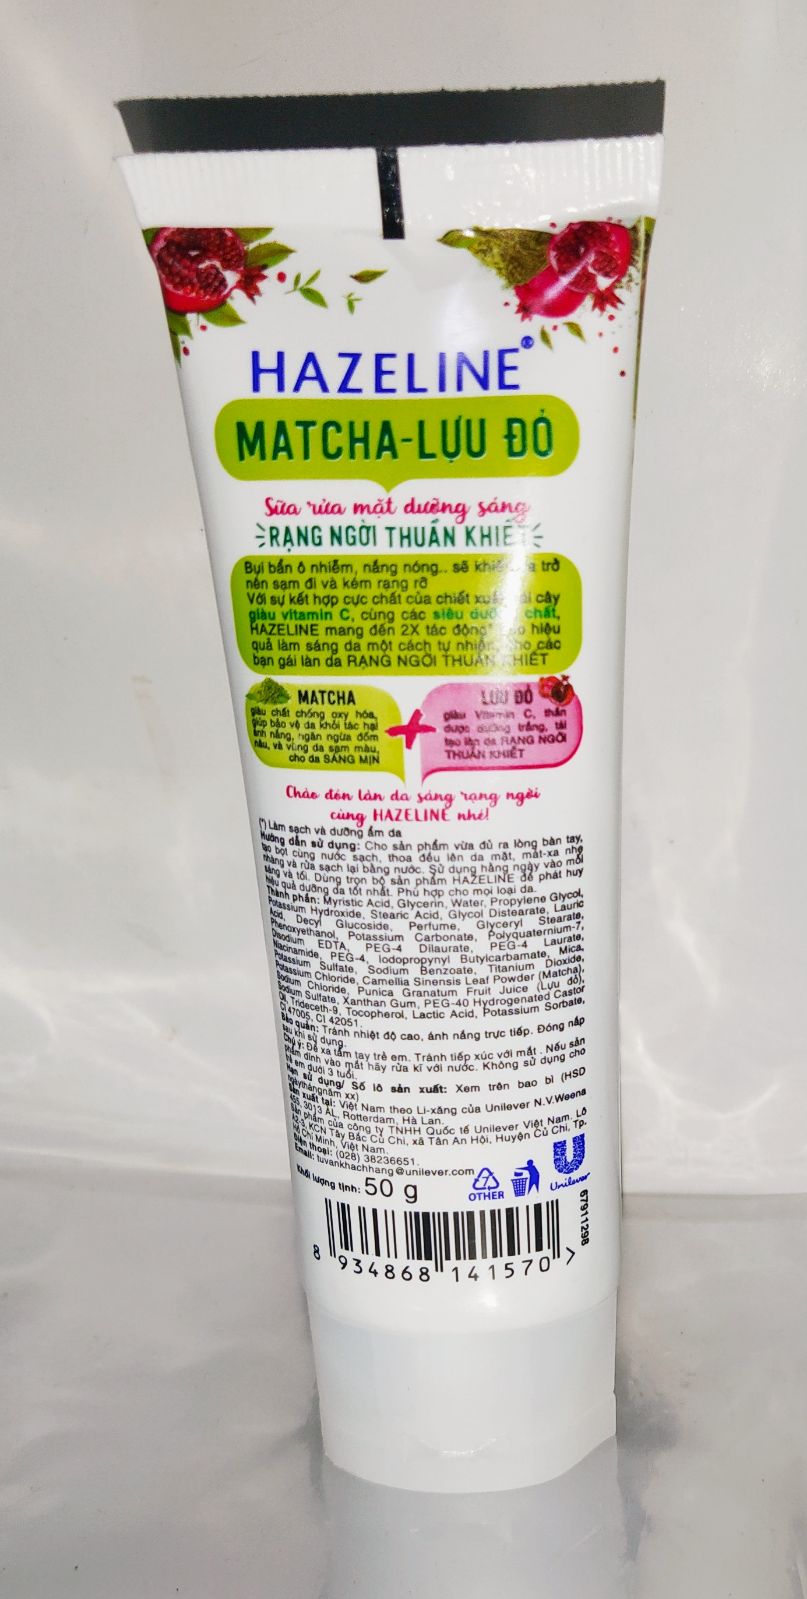 HAZELINE®
MATCHA-LỰU ĐỎ
Sữa rửa mặt dưỡng sáng
RẠNG NGỜI THUẦN KHIẾT
Bụi bẩn ô nhiễm, nắng nóng.. sẽ khiến da trở
nên sạm đi và kém rạng rỡ
Với sự kết hợp cực chất của chiết xuất trái cây
giàu vitamin C, cùng các siêu dưỡng chất,
HAZELINE mang đến 2X tác động* cho hiệu
quả làm sáng da một cách tự nhiên, cho các
bạn gái làn da RẠNG NGỜI THUẦN KHIẾT
MATCHA
giàu chất chống oxy hóa,
giúp bảo vệ da khỏi tác hại
ánh nắng, ngăn ngừa đốm
nâu, và vùng da sạm màu,
cho da SÁNG MỊN
+
LỰU ĐỎ
giàu Vitamin C, thần
dược dưỡng trắng, tái
tạo làn da RẠNG NGỜI
THUẦN KHIẾT
Chào đón làn da sáng rạng ngời
cùng HAZELINE nhé!
(*) Làm sạch và dưỡng ẩm da
Hướng dẫn sử dụng: Cho sản phẩm vừa đủ ra lòng bàn tay,
tạo bọt cùng nước sạch, thoa đều lên da mặt, mát-xa nhẹ
nhàng và rửa sạch lại bằng nước. Sử dụng hằng ngày vào mỗi
sáng và tối. Dùng trọn bộ sản phẩm HAZELINE để phát huy
hiệu quả dưỡng da tốt nhất. Phù hợp cho mọi loại da.
Thành phần: Myristic Acid, Glycerin, Water, Propylene Glycol,
Potassium Hydroxide, Stearic Acid, Glycol Distearate, Lauric
Acid, Decyl Glucoside, Perfume, Glyceryl Stearate,
Phenoxyethanol, Potassium Carbonate, Polyquaternium-7,
Disodium EDTA, PEG-4 Dilaurate, PEG-4 Laurate,
Niacinamide, PEG-4, Iodopropynyl Butylcarbamate, Mica,
Potassium Sulfate, Sodium Benzoate, Titanium Dioxide,
Potassium Chloride, Camellia Sinensis Leaf Powder (Matcha),
Sodium Chloride, Punica Granatum Fruit Juice (Lựu đỏ),
Sodium Sulfate, Xanthan Gum, PEG-40 Hydrogenated Castor
Oil, Trideceth-9, Tocopherol, Lactic Acid, Potassium Sorbate,
CI 47005, CI 42051.
Bảo quản: Tránh nhiệt độ cao, ánh nắng trực tiếp. Đóng nắp
sau khi sử dụng.
Chú ý: Để xa tầm tay trẻ em. Tránh tiếp xúc với mắt . Nếu sản
phẩm dính vào mắt hãy rửa kĩ với nước. Không sử dụng cho
trẻ em dưới 3 tuổi.
Hạn sử dụng/ Số lô sản xuất: Xem trên bao bì (HSD
ngàythángnăm xx)
Sản xuất tại: Việt Nam theo Li-xăng của Unilever N.V.Weena
455, 3013 AL, Rotterdam, Hà Lan.
Sản phẩm của công ty TNHH Quốc tế Unilever Việt Nam. Lô
A2-3, KCN Tây Bắc Củ Chi, xã Tân An Hội, Huyện Củ Chi, Tp.
Hồ Chí Minh, Việt Nam.
Điện thoại: (028) 38236651.
Email: tuvankhachhang@unilever.com
Khối lượng tịnh: 50 g
OTHER
Unilever
67911298
8 934868 141570 >